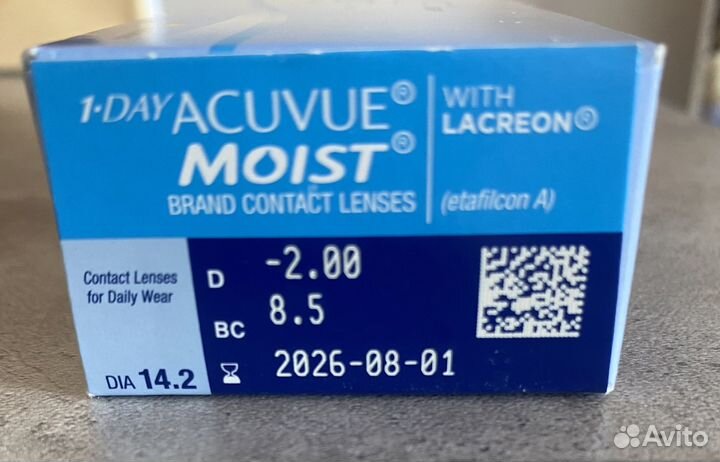 1·DAY ACUVUE®
MOIST®
BRAND CONTACT LENSES
WITH
LACREON®
(etafilcon A)
Contact Lenses
for Daily Wear
DIA 14.2
D -2.00
BC 8.5
2026-08-01
Avito